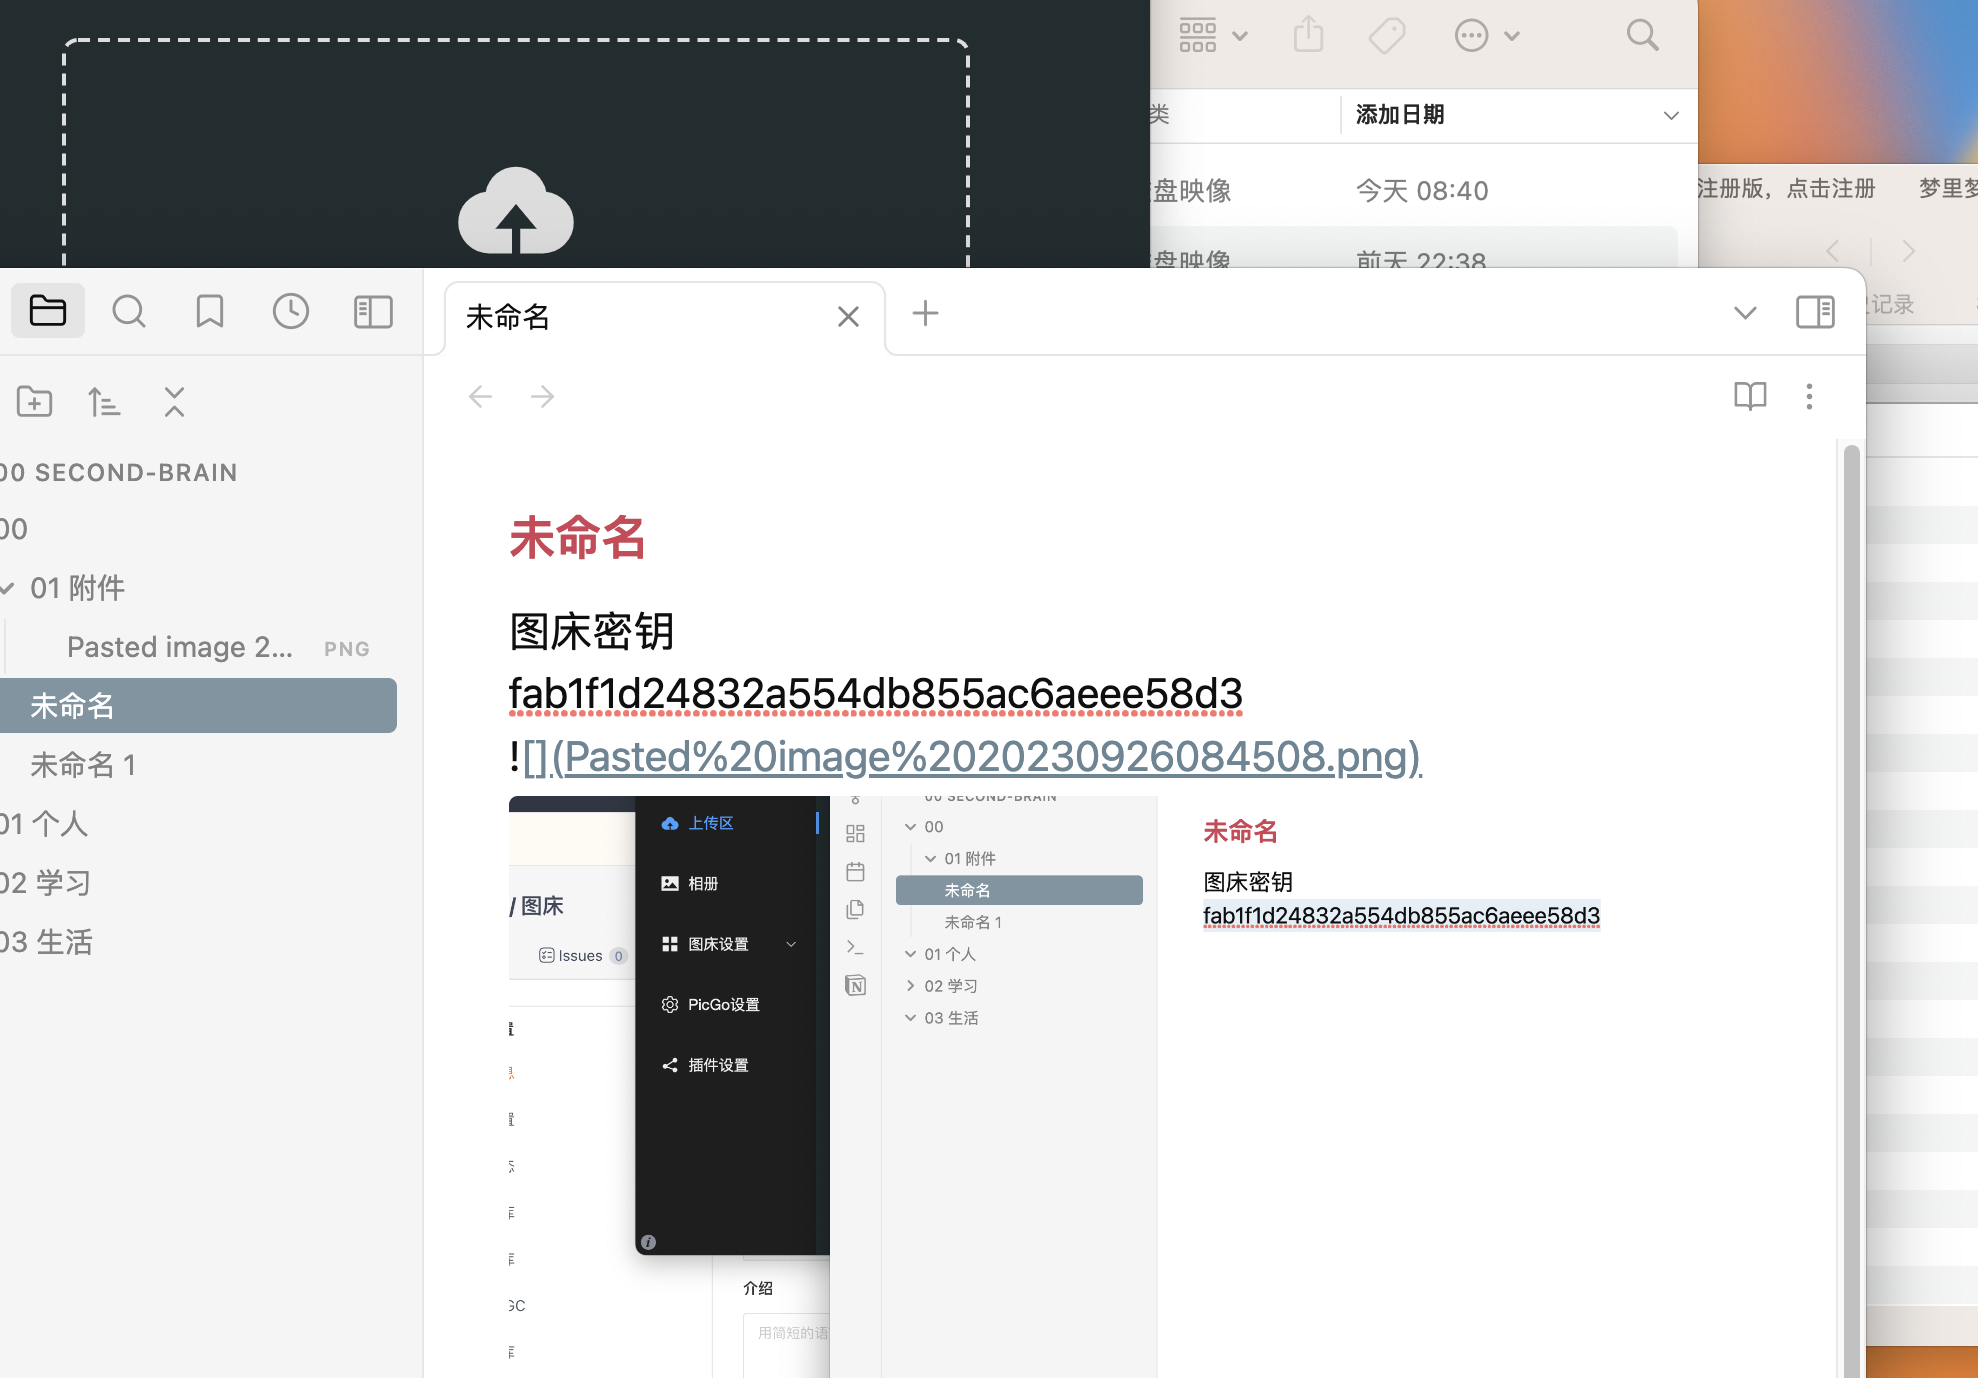 类
添加日期
盘映像
今天 08:40
盘映像
前天 22:38
注册版，点击注册
梦里梦
记录
未命名
00 SECOND-BRAIN
00
01 附件
Pasted image 2...
PNG
未命名
未命名 1
01 个人
02 学习
03 生活
未命名
图床密钥
fab1f1d24832a554db855ac6aeee58d3
![](Pasted%20image%2020230926084508.png)
/ 图床
Issues 0
GC
上传区
相册
图床设置
PicGo设置
插件设置
介绍
用简短的语
00 SECOND-BRAIN
00
01 附件
未命名
未命名 1
01 个人
02 学习
03 生活
未命名
图床密钥
fab1f1d24832a554db855ac6aeee58d3